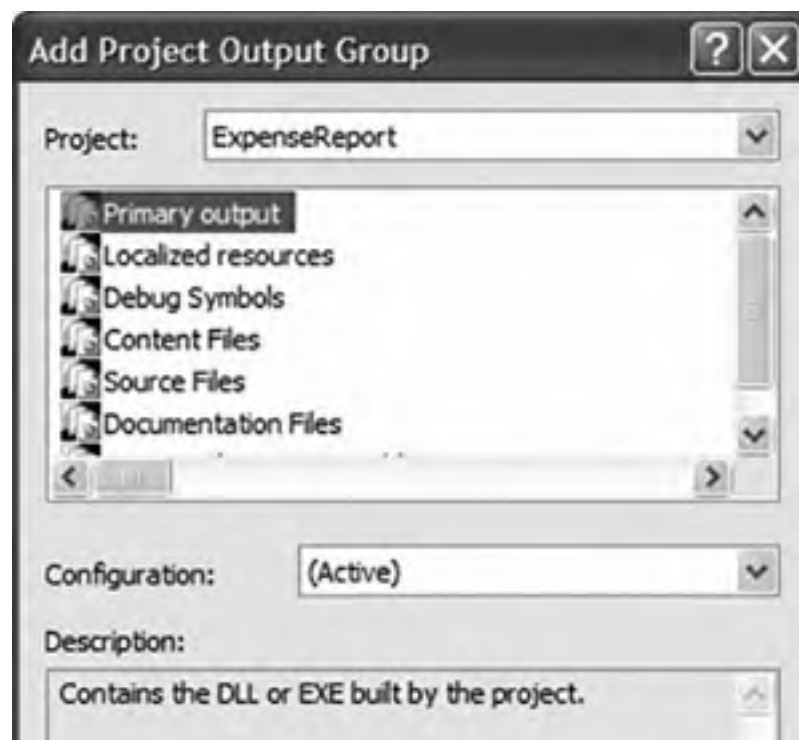 Add Project Output Group
Project: ExpenseReport
Primary output
Localized resources
Debug Symbols
Content Files
Source Files
Documentation Files
Configuration: (Active)
Description:
Contains the DLL or EXE built by the project.